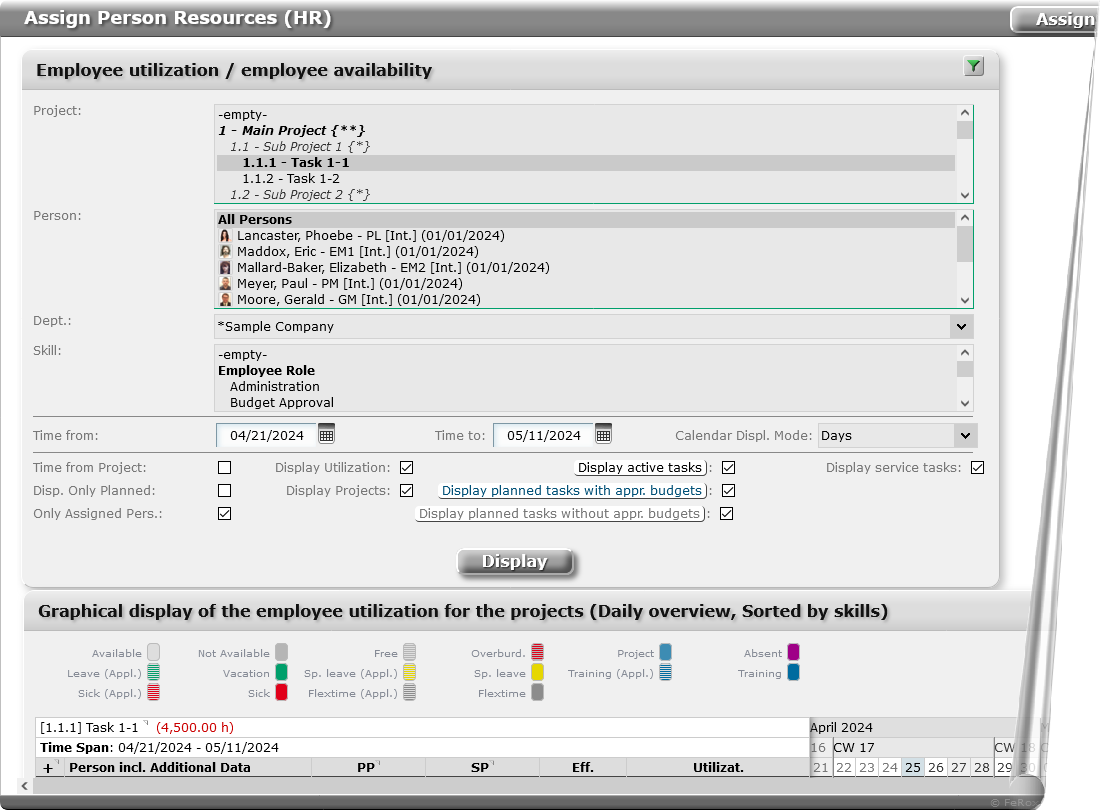 Assign Person Resources (HR)
Assign
Employee utilization / employee availability
Project:
-empty-
1 - Main Project {**}
1.1 - Sub Project 1 {*}
1.1.1 - Task 1-1
1.1.2 - Task 1-2
1.2 - Sub Project 2 {*}
Person:
All Persons
Lancaster, Phoebe - PL [Int.] (01/01/2024)
Maddox, Eric - EM1 [Int.] (01/01/2024)
Mallard-Baker, Elizabeth - EM2 [Int.] (01/01/2024)
Meyer, Paul - PM [Int.] (01/01/2024)
Moore, Gerald - GM [Int.] (01/01/2024)
Dept.: *Sample Company
Skill:
-empty-
Employee Role
Administration
Budget Approval
Time from: 04/21/2024 Time to: 05/11/2024 Calendar Displ. Mode: Days
Time from Project: Display Utilization: Display active tasks: Display service tasks:
Disp. Only Planned: Display Projects: Display planned tasks with appr. budgets:
Only Assigned Pers.: Display planned tasks without appr. budgets:
Display
Graphical display of the employee utilization for the projects (Daily overview, Sorted by skills)
Available Not Available Free Overburd. Project Absent
Leave (Appl.) Vacation Sp. leave (Appl.) Sp. leave Training (Appl.) Training
Sick (Appl.) Sick Flextime (Appl.) Flextime
[1.1.1] Task 1-1 (4,500.00 h) April 2024
Time Span: 04/21/2024 - 05/11/2024 16 CW 17 CW 18
+ Person incl. Additional Data PP SP Eff. Utilizat. 21 22 23 24 25 26 27 28 29 30